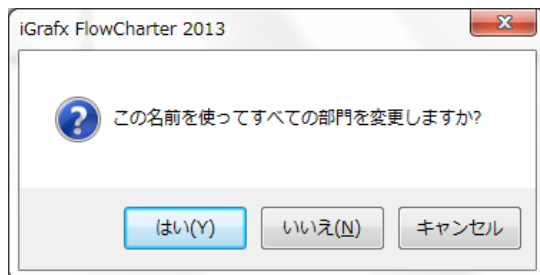 iGrafx FlowCharter 2013
この名前を使ってすべての部門を変更しますか?
はい(Y)
いいえ(N)
キャンセル